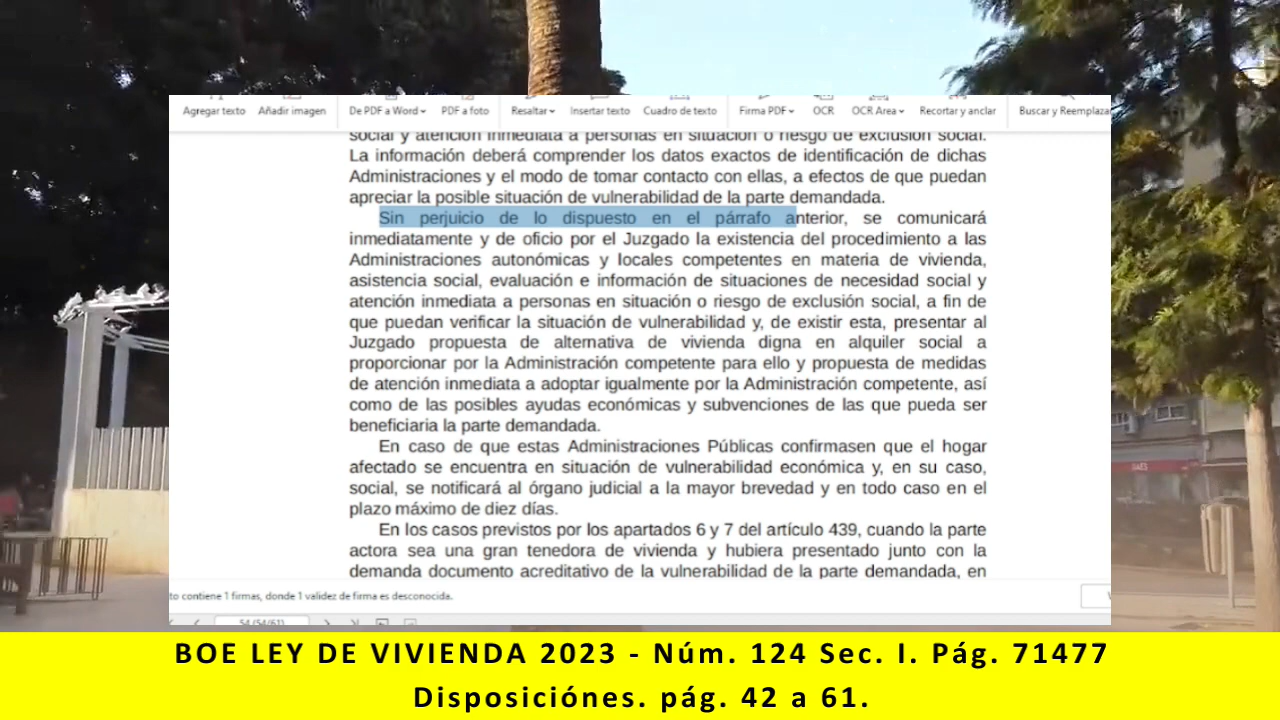 Agregar texto Añadir imagen De PDF a Word PDF a foto Resaltar Insertar texto Cuadro de texto Firma PDF OCR OCR Area Recortar y anclar Buscar y Reemplazar
social y atención inmediata a personas en situación o riesgo de exclusión social.
La información deberá comprender los datos exactos de identificación de dichas
Administraciones y el modo de tomar contacto con ellas, a efectos de que puedan
apreciar la posible situación de vulnerabilidad de la parte demandada.
Sin perjuicio de lo dispuesto en el párrafo anterior, se comunicará
inmediatamente y de oficio por el Juzgado la existencia del procedimiento a las
Administraciones autonómicas y locales competentes en materia de vivienda,
asistencia social, evaluación e información de situaciones de necesidad social y
atención inmediata a personas en situación o riesgo de exclusión social, a fin de
que puedan verificar la situación de vulnerabilidad y, de existir esta, presentar al
Juzgado propuesta de alternativa de vivienda digna en alquiler social a
proporcionar por la Administración competente para ello y propuesta de medidas
de atención inmediata a adoptar igualmente por la Administración competente, así
como de las posibles ayudas económicas y subvenciones de las que pueda ser
beneficiaria la parte demandada.
En caso de que estas Administraciones Públicas confirmasen que el hogar
afectado se encuentra en situación de vulnerabilidad económica y, en su caso,
social, se notificará al órgano judicial a la mayor brevedad y en todo caso en el
plazo máximo de diez días.
En los casos previstos por los apartados 6 y 7 del artículo 439, cuando la parte
actora sea una gran tenedora de vivienda y hubiera presentado junto con la
demanda documento acreditativo de la vulnerabilidad de la parte demandada, en
to contiene 1 firmas, donde 1 validez de firma es desconocida.
54 (54/61)
BOE LEY DE VIVIENDA 2023 - Núm. 124 Sec. I. Pág. 71477
Disposiciónes. pág. 42 a 61.